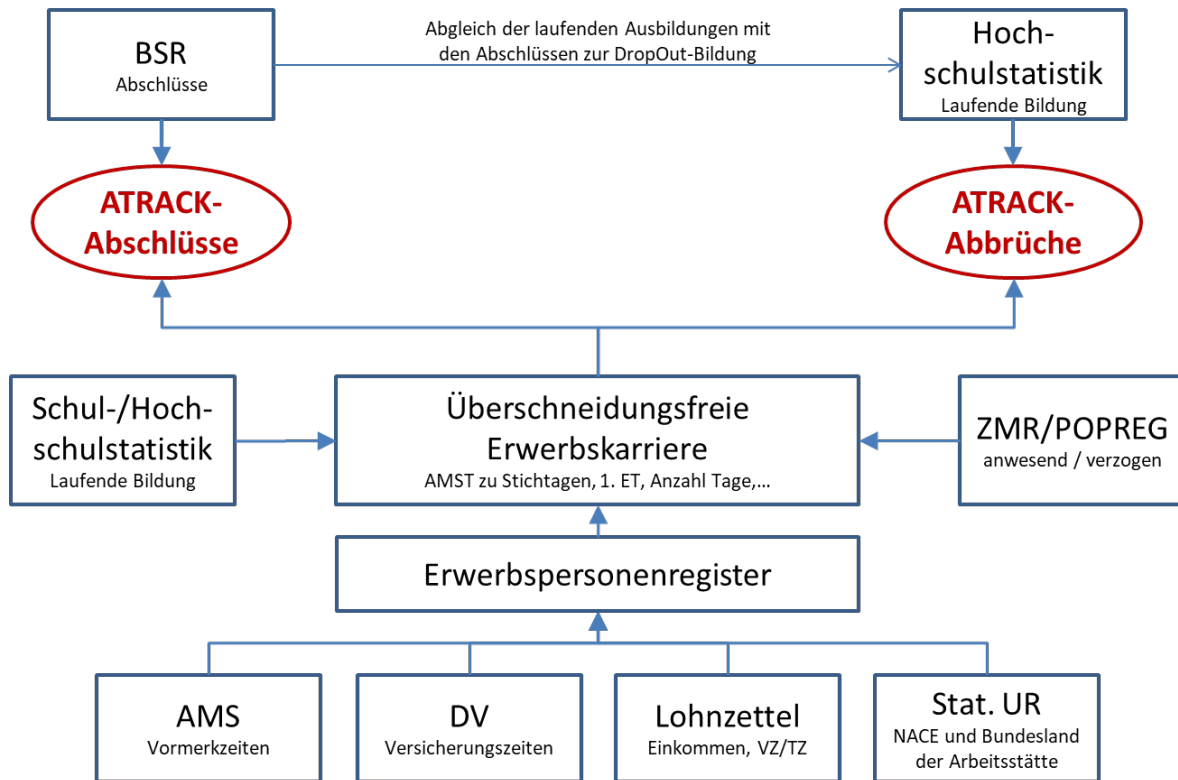 BSR
Abschlüsse
Abgleich der laufenden Ausbildungen mit
den Abschlüssen zur DropOut-Bildung
Hoch-
schulstatistik
Laufende Bildung
ATRACK-
Abschlüsse
ATRACK-
Abbrüche
Schul-/Hoch-
schulstatistik
Laufende Bildung
Überschneidungsfreie
Erwerbskarriere
AMST zu Stichtagen, 1. ET, Anzahl Tage,...
ZMR/POPREG
anwesend / verzogen
Erwerbspersonenregister
AMS
Vormerkzeiten
DV
Versicherungszeiten
Lohnzettel
Einkommen, VZ/TZ
Stat. UR
NACE und Bundesland
der Arbeitsstätte